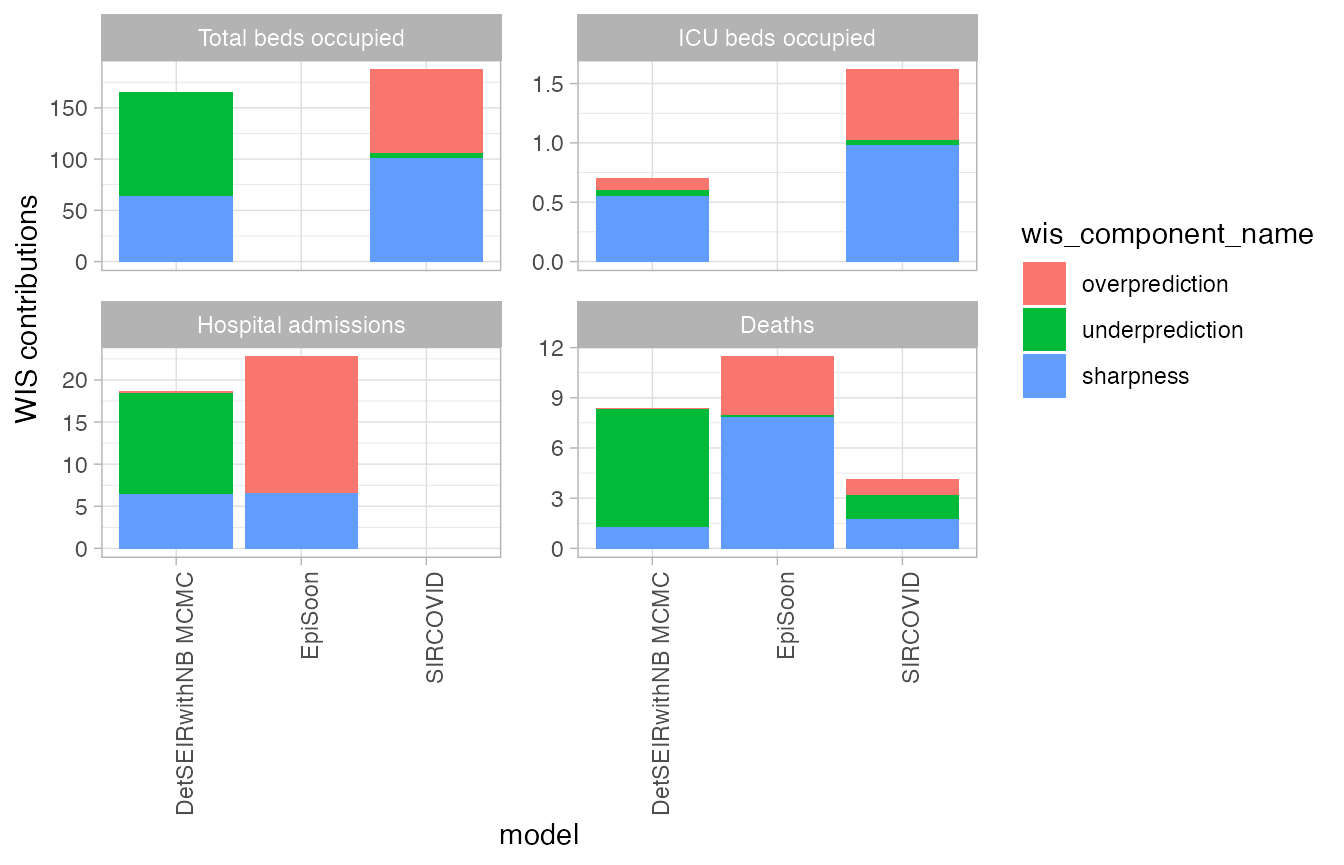 Total beds occupied
ICU beds occupied
150
100
50
0
1.5
1.0
0.5
0.0
Hospital admissions
Deaths
20
15
10
5
0
12
9
6
3
0
DetSEIRwithNB MCMC
EpiSoon
SIRCOVID
DetSEIRwithNB MCMC
EpiSoon
SIRCOVID
WIS contributions
model
wis_component_name
overprediction
underprediction
sharpness